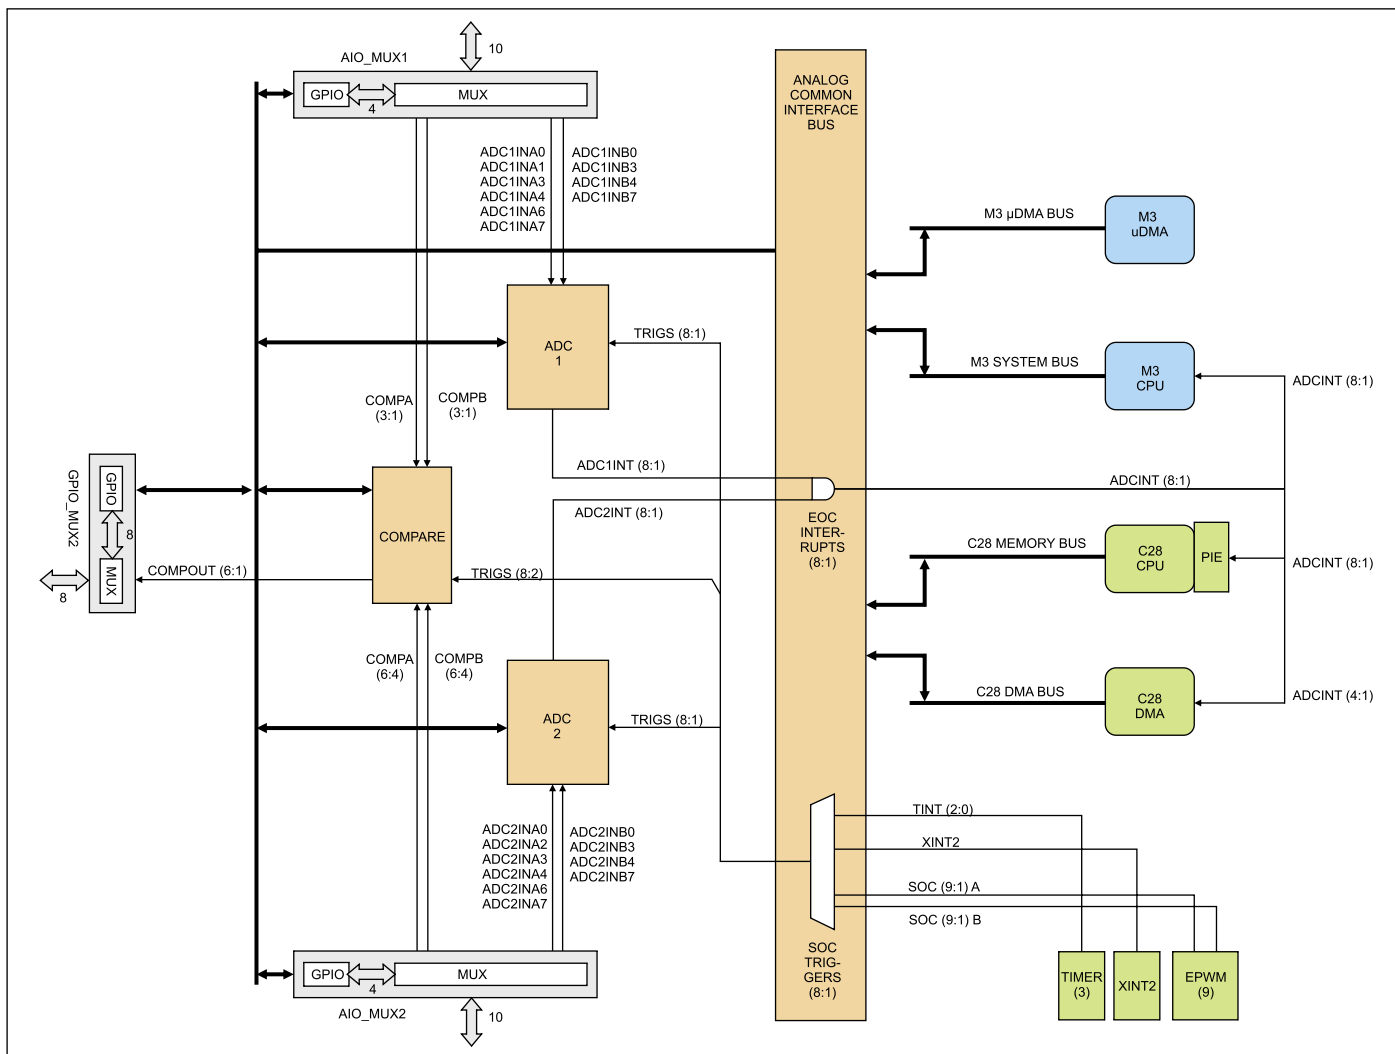 10
AIO_MUX1
GPIO
4
MUX
ANALOG
COMMON
INTERFACE
BUS
ADC1INA0
ADC1INA1
ADC1INA3
ADC1INA4
ADC1INA6
ADC1INA7
ADC1INB0
ADC1INB3
ADC1INB4
ADC1INB7
M3 µDMA BUS
M3
uDMA
TRIGS (8:1)
ADC
1
M3 SYSTEM BUS
M3
CPU
ADCINT (8:1)
COMPA
(3:1)
COMPB
(3:1)
ADC1INT (8:1)
ADCINT (8:1)
GPIO_MUX2
GPIO
8
MUX
8
ADC2INT (8:1)
EOC
INTER-
RUPTS
(8:1)
COMPARE
COMPOUT (6:1)
TRIGS (8:2)
C28 MEMORY BUS
C28
CPU
PIE
ADCINT (8:1)
COMPA
(6:4)
COMPB
(6:4)
ADC
2
TRIGS (8:1)
C28 DMA BUS
C28
DMA
ADCINT (4:1)
ADC2INA0
ADC2INA2
ADC2INA3
ADC2INA4
ADC2INA6
ADC2INA7
ADC2INB0
ADC2INB3
ADC2INB4
ADC2INB7
TINT (2:0)
XINT2
SOC (9:1) A
SOC (9:1) B
SOC
TRIG-
GERS
(8:1)
TIMER
(3)
XINT2
EPWM
(9)
GPIO
4
MUX
AIO_MUX2
10